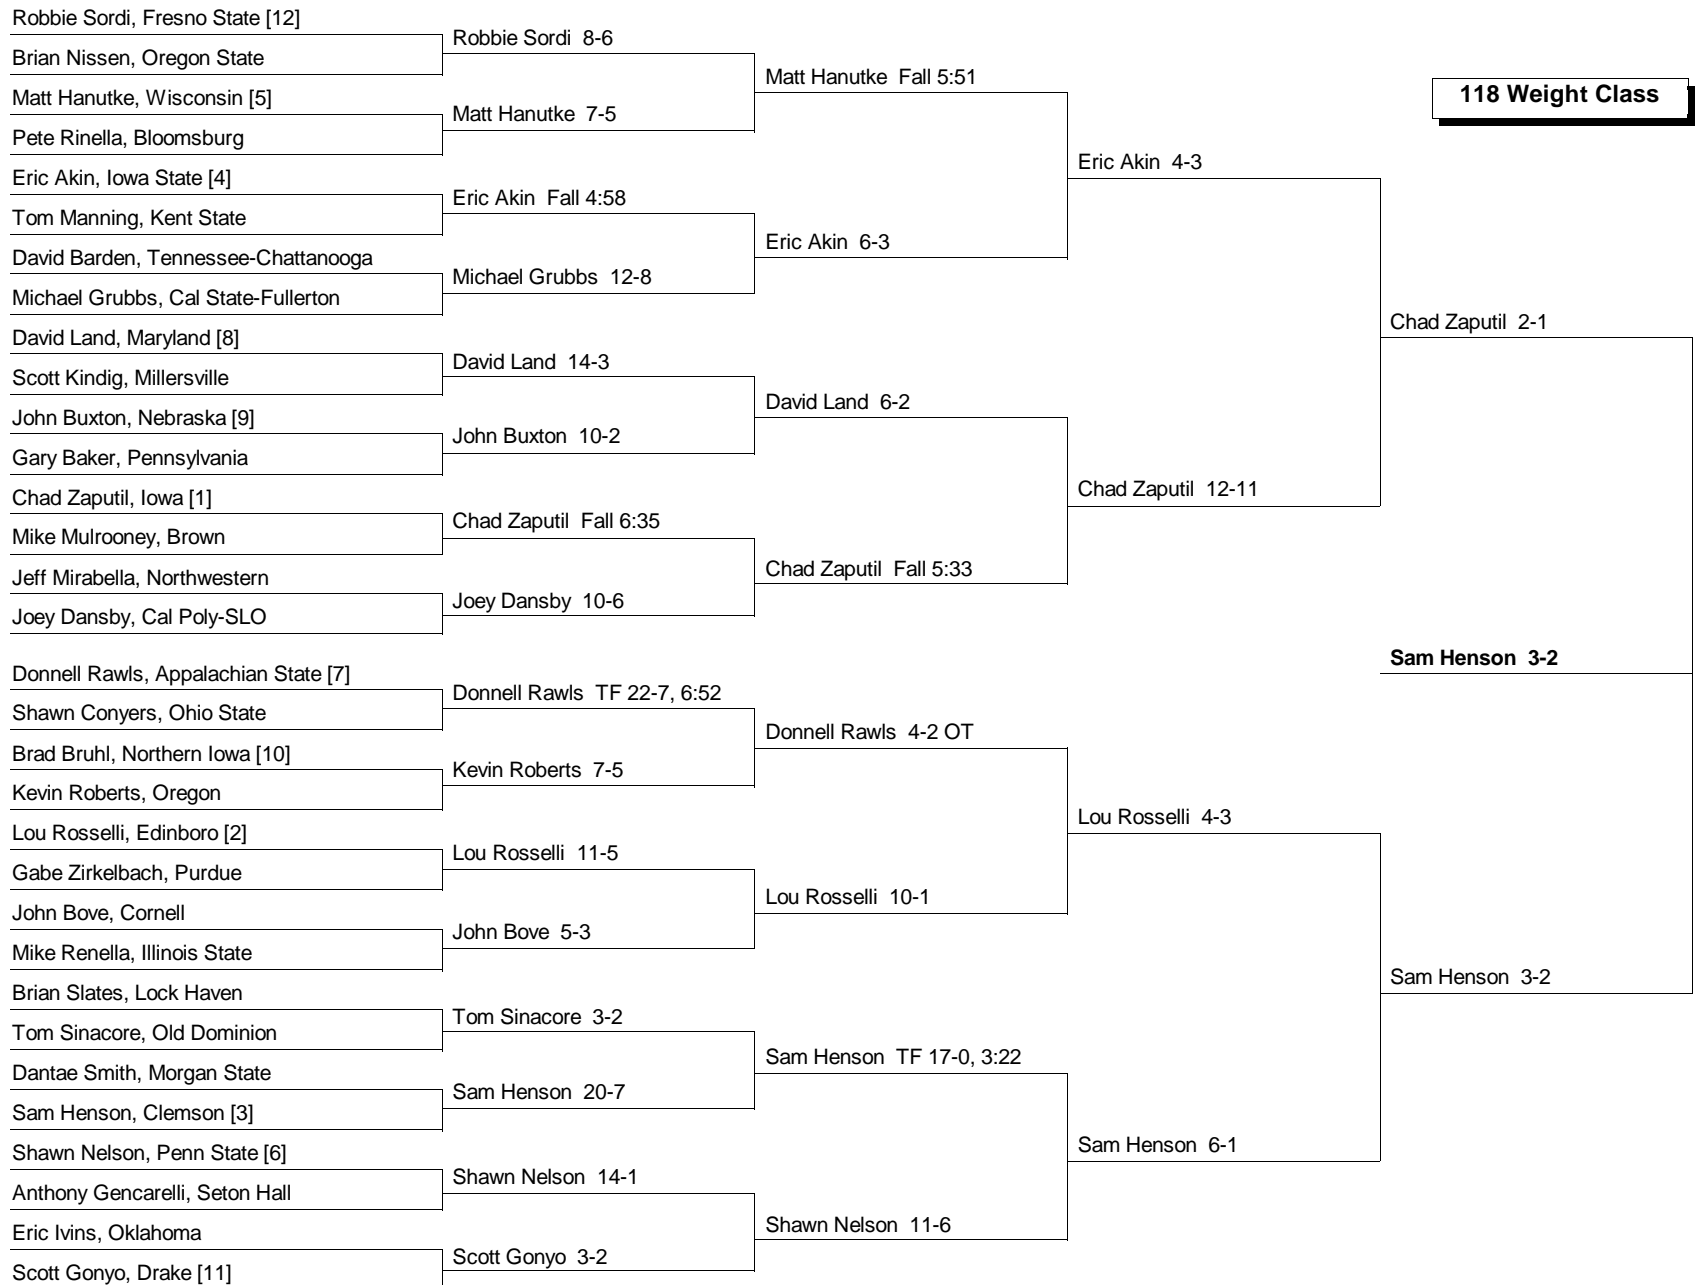 Robbie Sordi, Fresno State [12]
Brian Nissen, Oregon State
Matt Hanutke, Wisconsin [5]
Pete Rinella, Bloomsburg
Eric Akin, Iowa State [4]
Tom Manning, Kent State
David Barden, Tennessee-Chattanooga
Michael Grubbs, Cal State-Fullerton
David Land, Maryland [8]
Scott Kindig, Millersville
John Buxton, Nebraska [9]
Gary Baker, Pennsylvania
Chad Zaputil, Iowa [1]
Mike Mulrooney, Brown
Jeff Mirabella, Northwestern
Joey Dansby, Cal Poly-SLO
Donnell Rawls, Appalachian State [7]
Shawn Conyers, Ohio State
Brad Bruhl, Northern Iowa [10]
Kevin Roberts, Oregon
Lou Rosselli, Edinboro [2]
Gabe Zirkelbach, Purdue
John Bove, Cornell
Mike Renella, Illinois State
Brian Slates, Lock Haven
Tom Sinacore, Old Dominion
Dantae Smith, Morgan State
Sam Henson, Clemson [3]
Shawn Nelson, Penn State [6]
Anthony Gencarelli, Seton Hall
Eric Ivins, Oklahoma
Scott Gonyo, Drake [11]
Robbie Sordi 8-6
Matt Hanutke 7-5
Eric Akin Fall 4:58
Michael Grubbs 12-8
David Land 14-3
John Buxton 10-2
Chad Zaputil Fall 6:35
Joey Dansby 10-6
Donnell Rawls TF 22-7, 6:52
Kevin Roberts 7-5
Lou Rosselli 11-5
John Bove 5-3
Tom Sinacore 3-2
Sam Henson 20-7
Shawn Nelson 14-1
Scott Gonyo 3-2
Matt Hanutke Fall 5:51
Eric Akin 6-3
David Land 6-2
Chad Zaputil Fall 5:33
Donnell Rawls 4-2 OT
Lou Rosselli 10-1
Sam Henson TF 17-0, 3:22
Shawn Nelson 11-6
Eric Akin 4-3
Chad Zaputil 12-11
Lou Rosselli 4-3
Sam Henson 6-1
118 Weight Class
Chad Zaputil 2-1
Sam Henson 3-2
Sam Henson 3-2